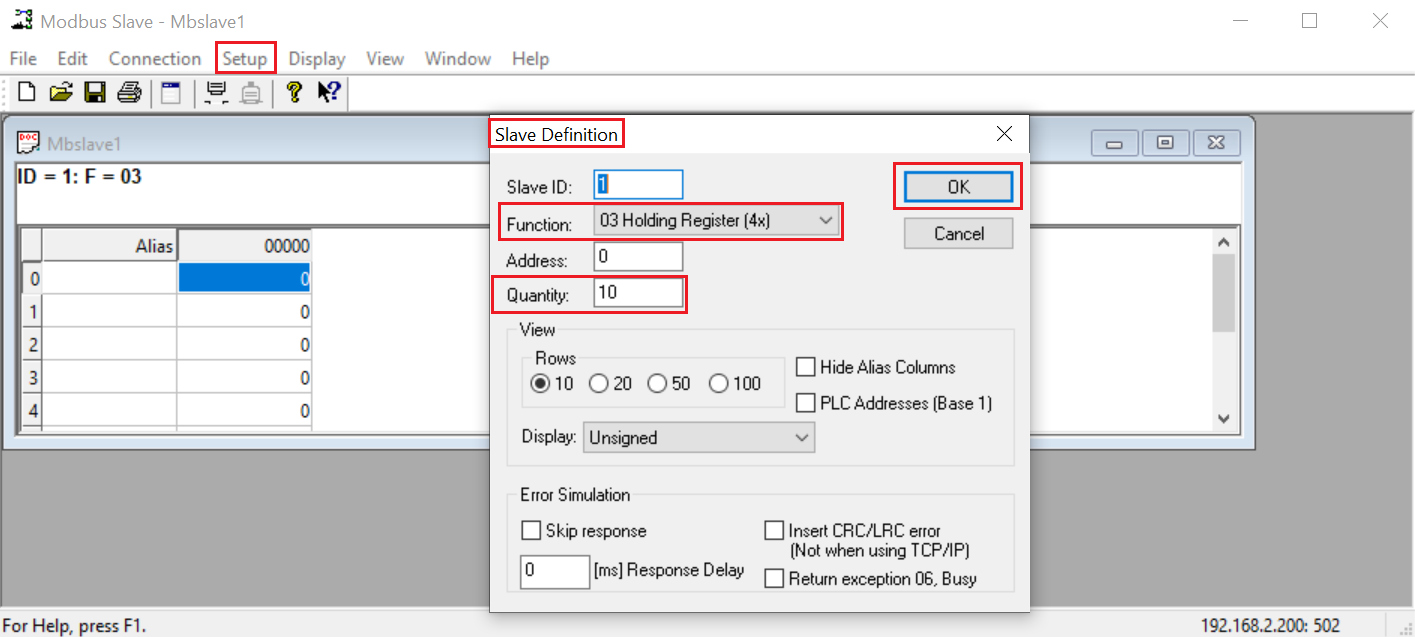 Modbus Slave - Mbslave1
File Edit Connection Setup Display View Window Help
Mbslave1
ID = 1: F = 03
Alias 00000
0 0
1 0
2 0
3 0
4 0
Slave Definition
Slave ID: 1
OK
Function: 03 Holding Register (4x)
Cancel
Address: 0
Quantity: 10
View
Rows
10 20 50 100
Hide Alias Columns
PLC Addresses (Base 1)
Display: Unsigned
Error Simulation
Skip response
Insert CRC/LRC error
(Not when using TCP/IP)
0 [ms] Response Delay
Return exception 06, Busy
For Help, press F1.
192.168.2.200: 502